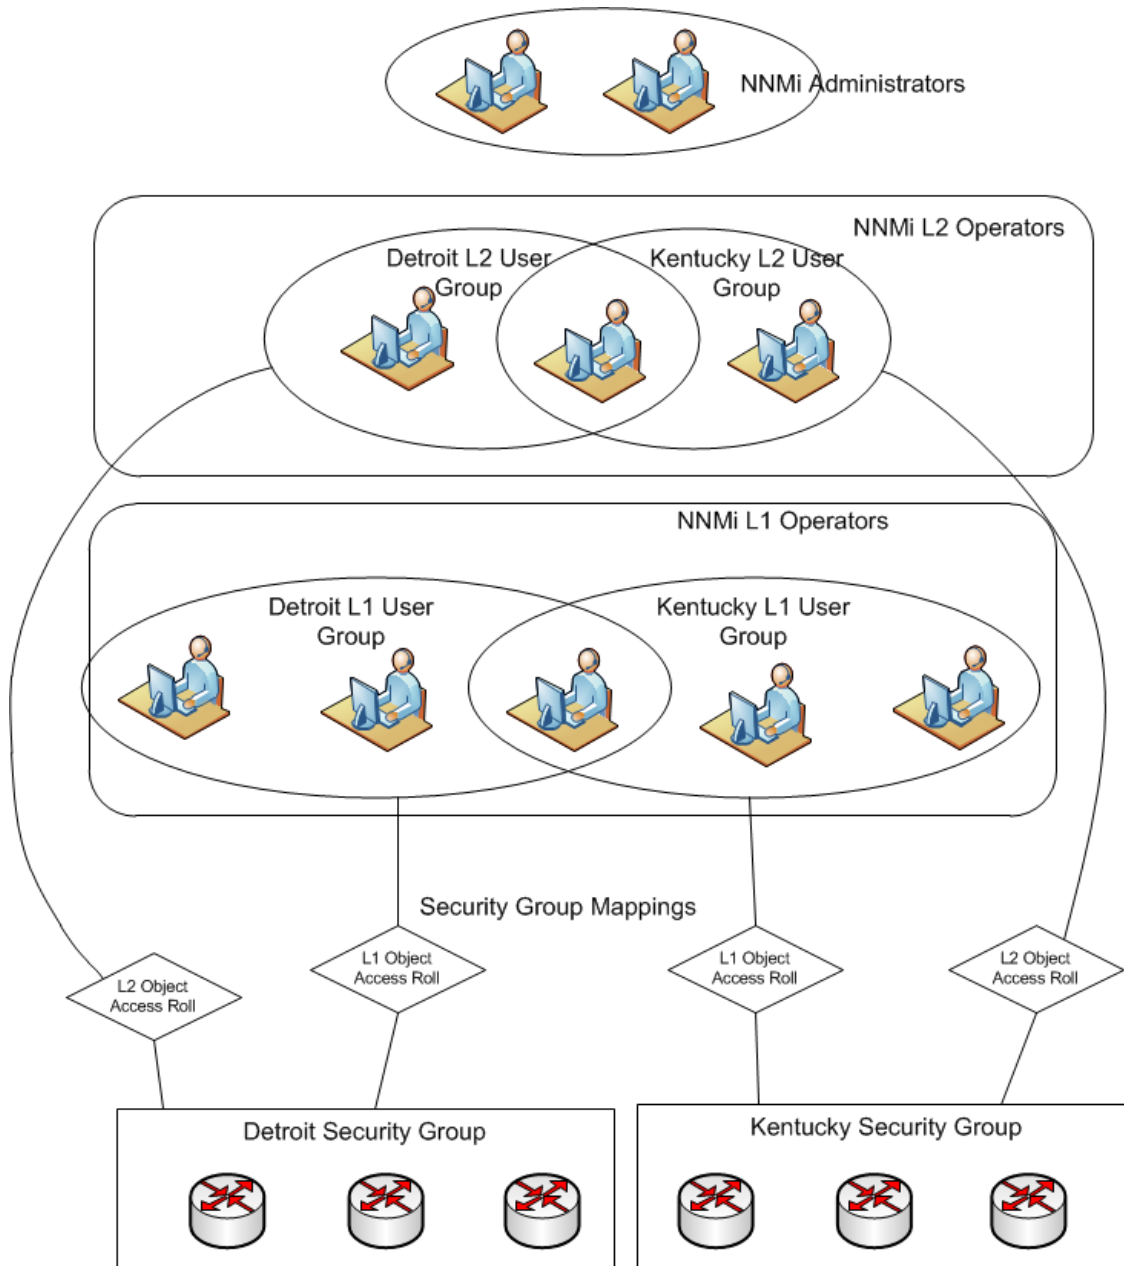 NNMi Administrators
NNMi L2 Operators
Detroit L2 User
Group
Kentucky L2 User
Group
NNMi L1 Operators
Detroit L1 User
Group
Kentucky L1 User
Group
Security Group Mappings
L2 Object
Access Roll
L1 Object
Access Roll
L1 Object
Access Roll
L2 Object
Access Roll
Detroit Security Group
Kentucky Security Group